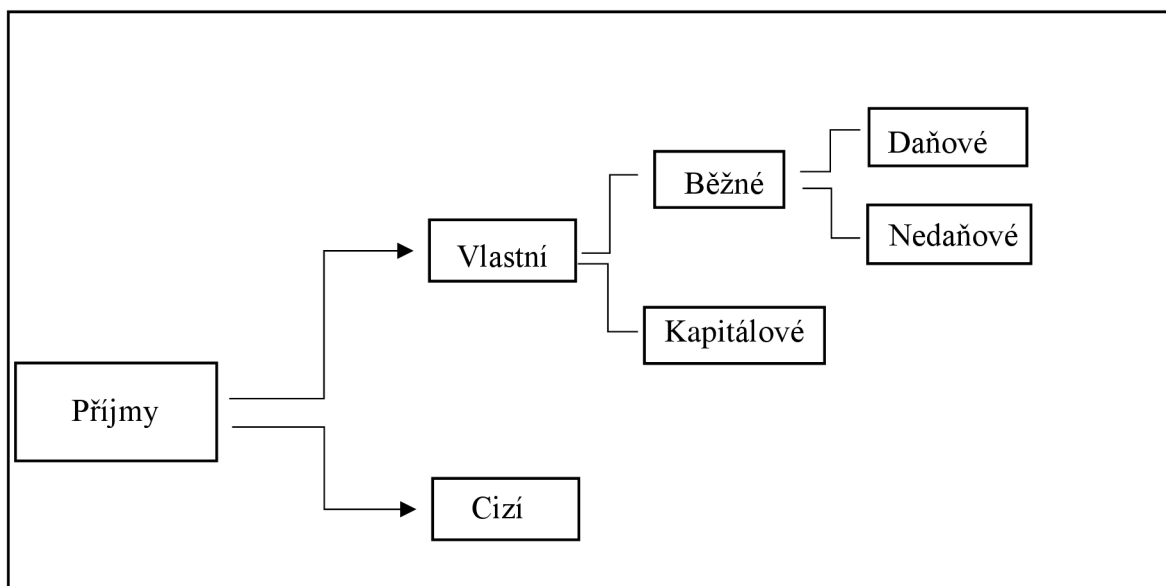 Daňové
Běžné
Nedaňové
Vlastní
Kapitálové
Příjmy
Cizí